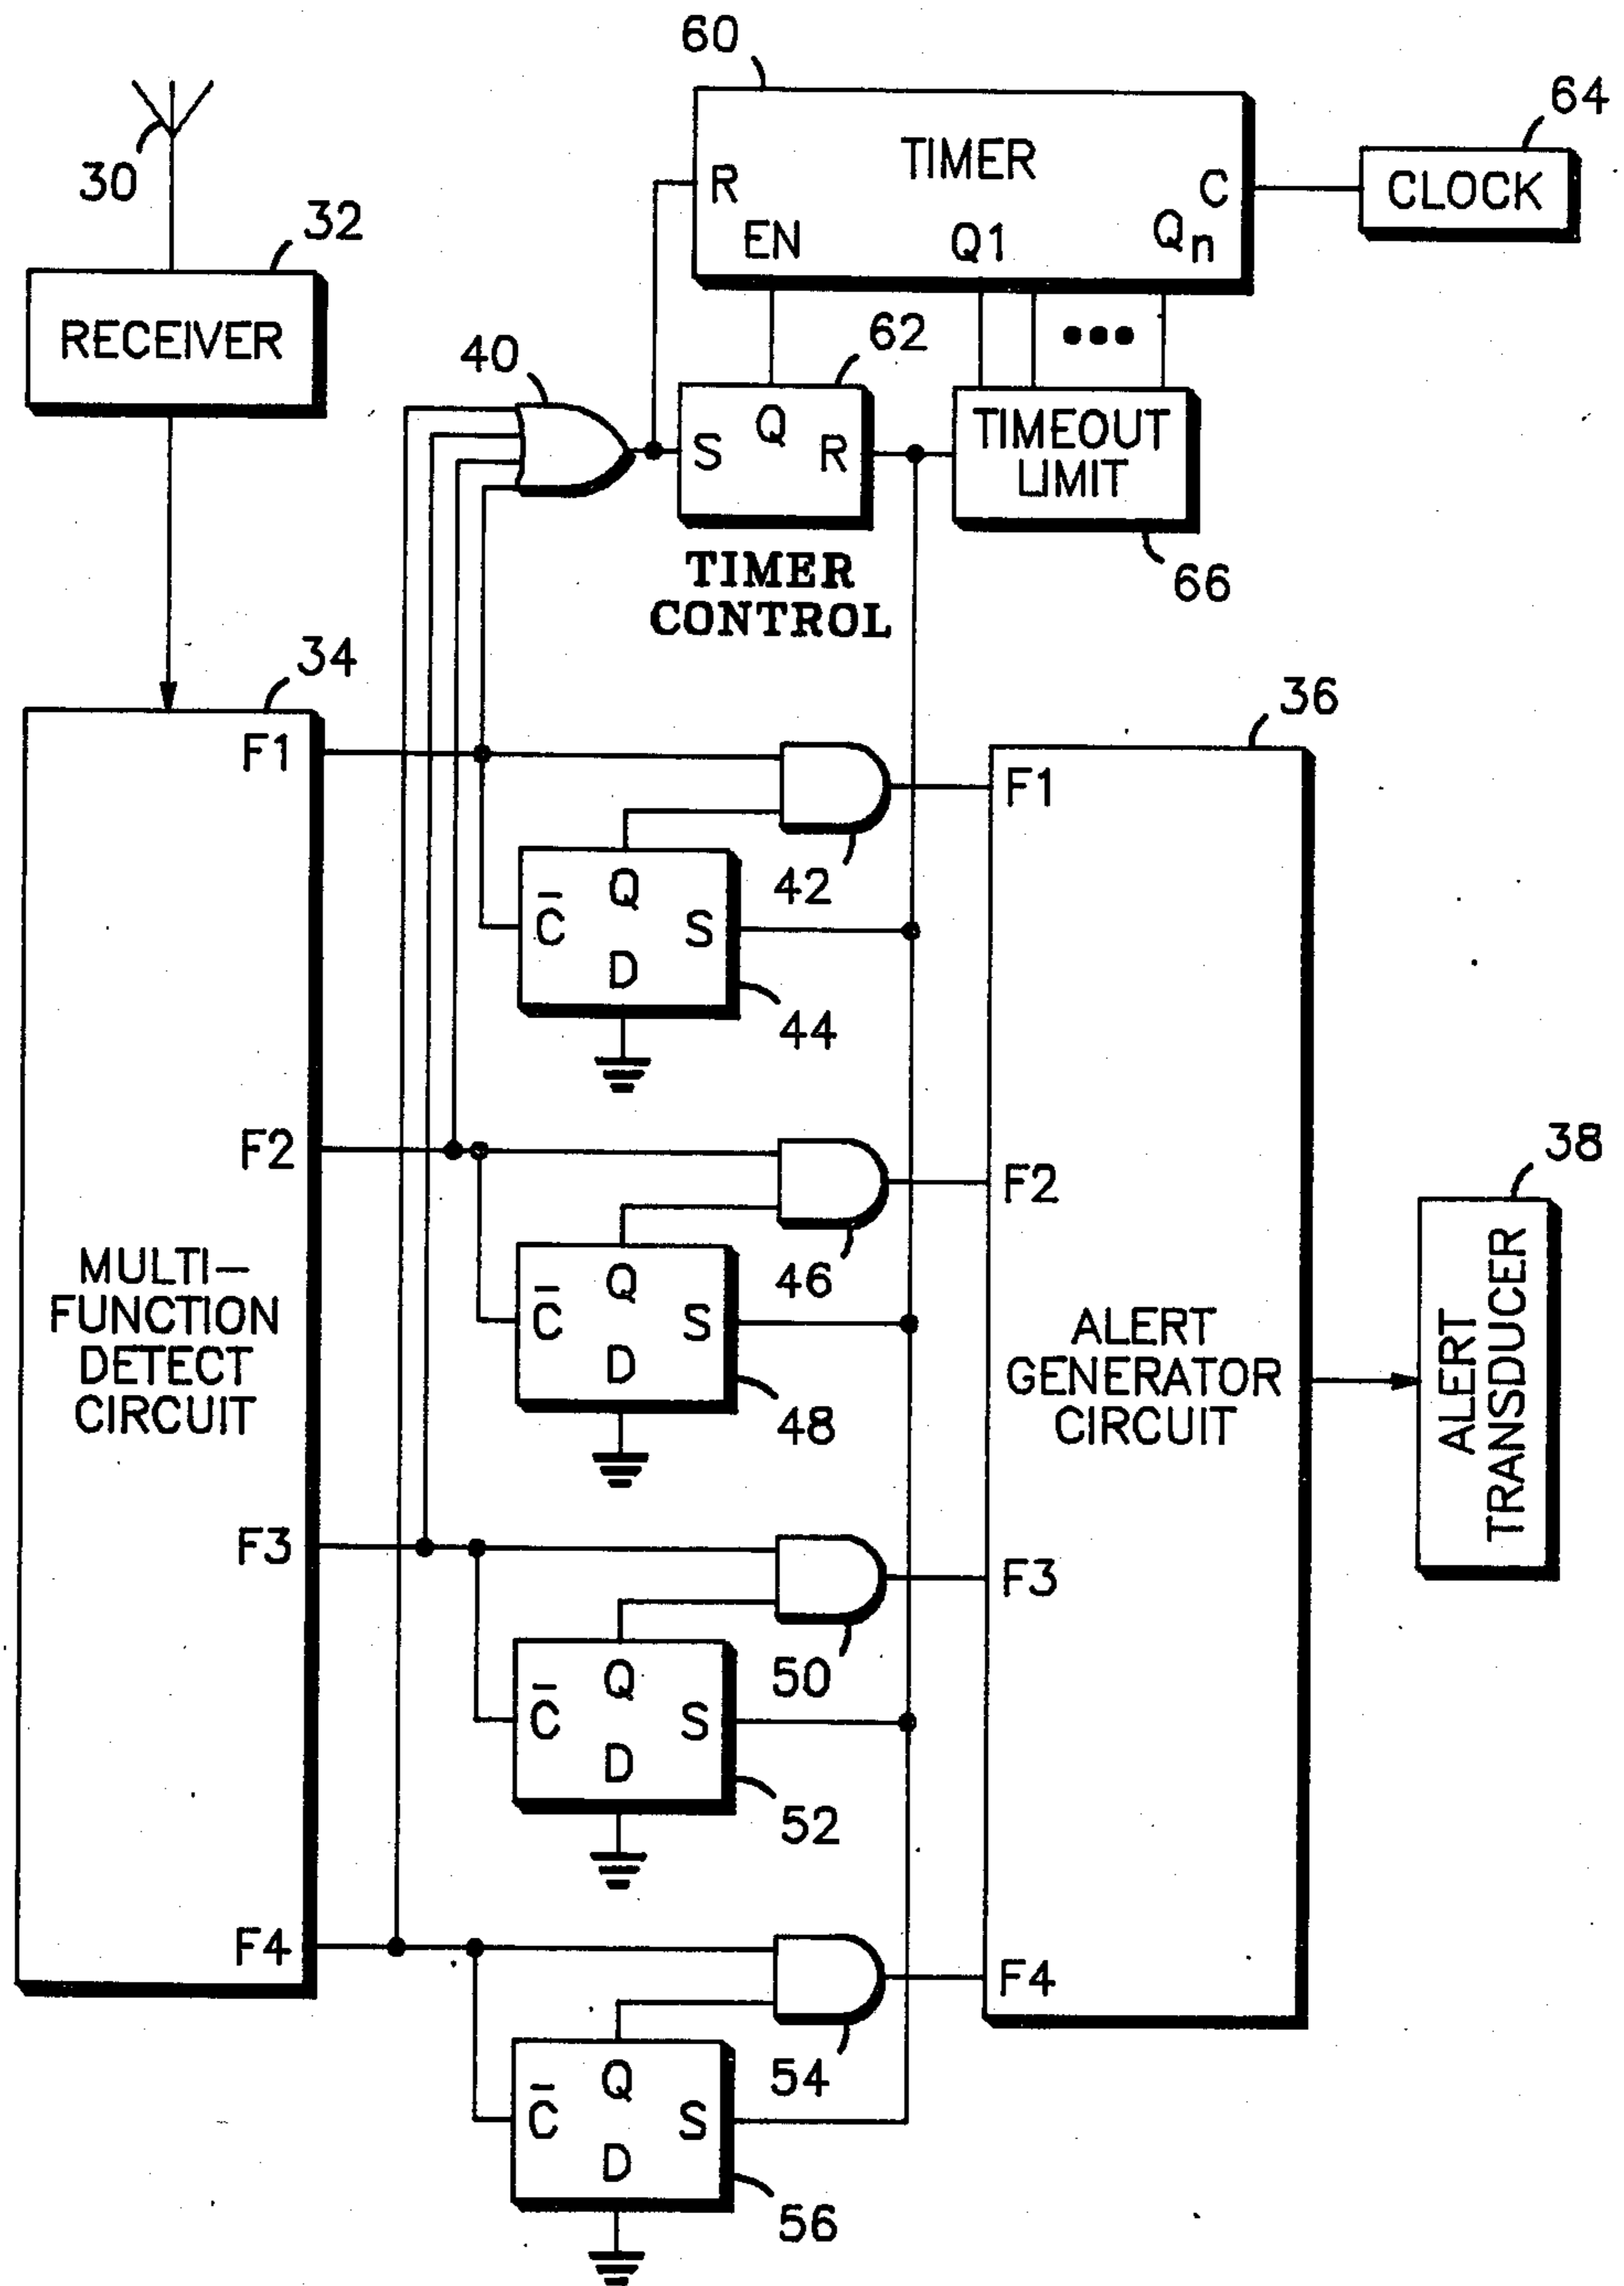 60
64
30
TIMER
R
C
CLOCK
EN
Q1
Qn
32
RECEIVER
40
62
S
Q
R
TIMEOUT
LIMIT
TIMER
CONTROL
66
34
36
F1
F1
42
C̄
Q
S
D
44
F2
F2
38
46
C̄
Q
S
D
48
MULTI-
FUNCTION
DETECT
CIRCUIT
ALERT
GENERATOR
CIRCUIT
ALERT
TRANSDUCER
F3
F3
50
C̄
Q
S
D
52
F4
F4
54
C̄
Q
S
D
56